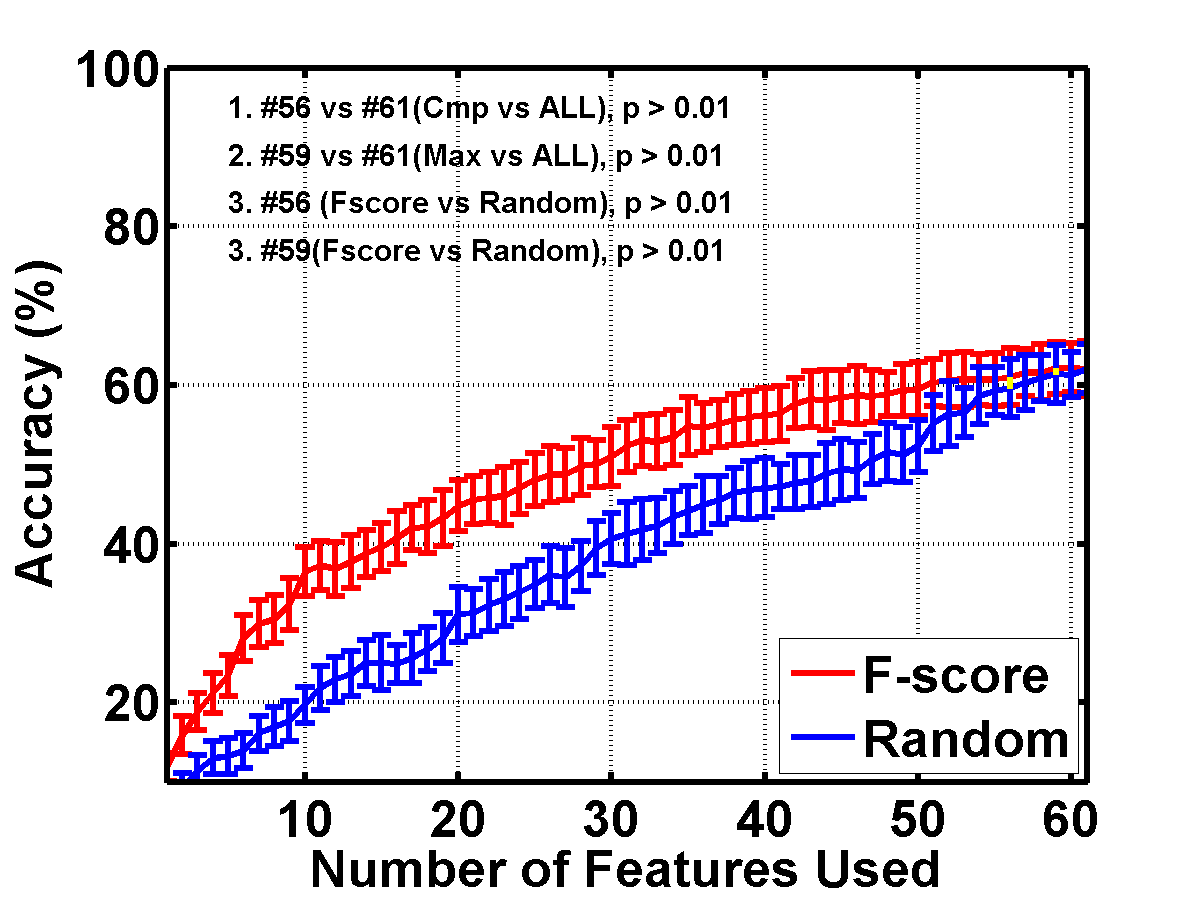 100
80
60
40
20
Accuracy (%)
1. #56 vs #61(Cmp vs ALL), p > 0.01
2. #59 vs #61(Max vs ALL), p > 0.01
3. #56 (Fscore vs Random), p > 0.01
3. #59(Fscore vs Random), p > 0.01
F-score
Random
10 20 30 40 50 60
Number of Features Used